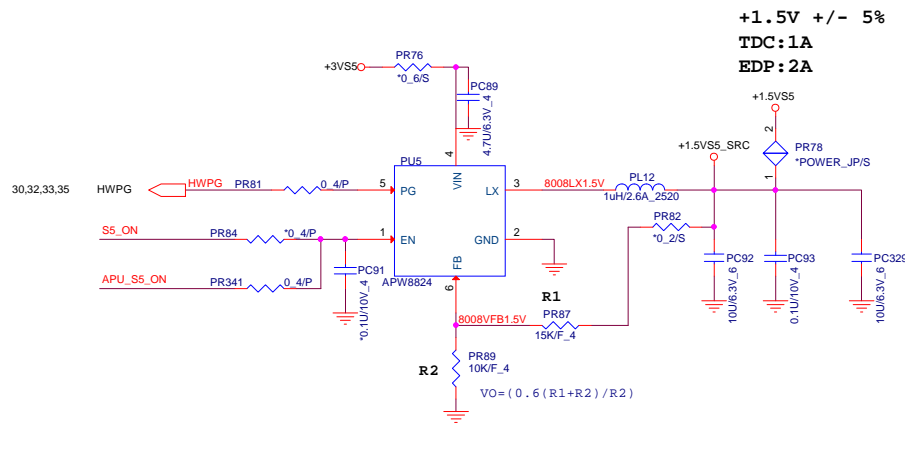 +1.5V +/- 5%
TDC:1A
EDP:2A
+3VS5
PR76
*0_6/S
PC89
4.7U/6.3V_4
+1.5VS5
2
PR78
*POWER_JP/S
1
+1.5VS5_SRC
PU5
4
VIN
30,32,33,35
HWPG
HWPG
PR81
0_4/P
5
PG
LX
3
8008LX1.5V
PL12
1uH/2.6A_2520
S5_ON
PR84
*0_4/P
1
EN
GND
2
PR82
*0_2/S
APU_S5_ON
PR341
0_4/P
PC91
*0.1U/10V_4
FB
APW8824
6
PC92
10U/6.3V_6
PC93
0.1U/10V_4
PC329
10U/6.3V_6
R1
8008VFB1.5V
PR87
15K/F_4
R2
PR89
10K/F_4
VO=(0.6(R1+R2)/R2)